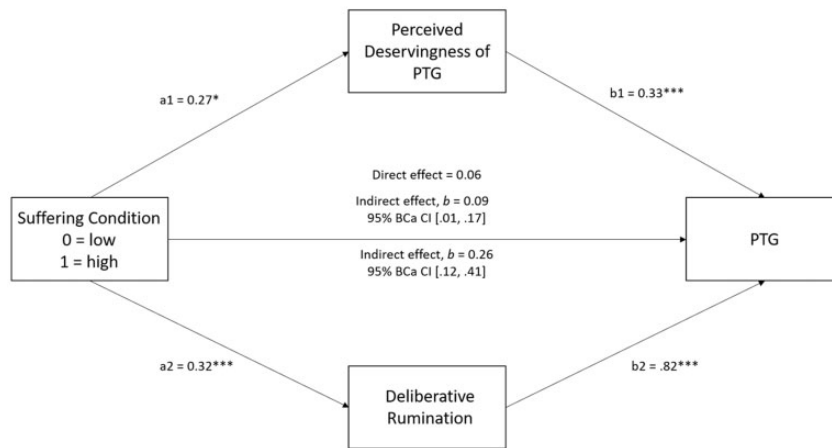 Perceived
Deservingness of
PTG
a1 = 0.27*
b1 = 0.33***
Direct effect = 0.06
Indirect effect, b = 0.09
95% BCa CI [.01, .17]
Suffering Condition
0 = low
1 = high
PTG
Indirect effect, b = 0.26
95% BCa CI [.12, .41]
a2 = 0.32***
b2 = .82***
Deliberative
Rumination